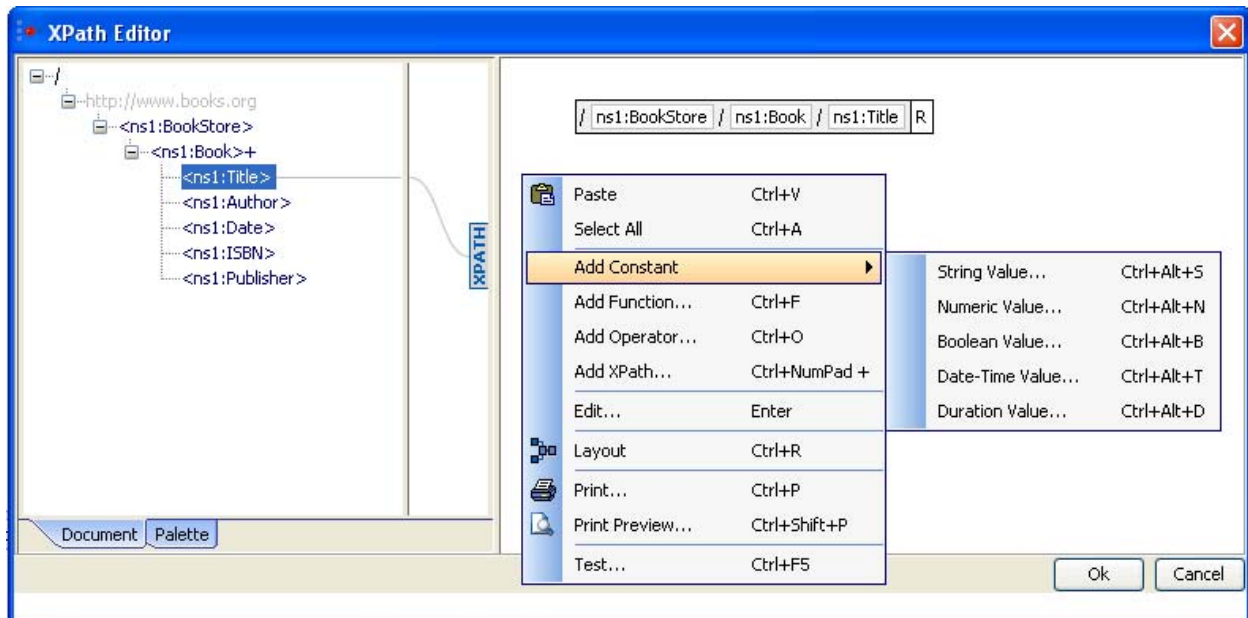 XPath Editor
/
http://www.books.org
<ns1:BookStore>
<ns1:Book>+
<ns1:Title>
<ns1:Author>
<ns1:Date>
<ns1:ISBN>
<ns1:Publisher>
XPATH
Document Palette
/ ns1:BookStore / ns1:Book / ns1:Title R
Paste Ctrl+V
Select All Ctrl+A
Add Constant
Add Function... Ctrl+F
Add Operator... Ctrl+O
Add XPath... Ctrl+NumPad +
Edit... Enter
Layout Ctrl+R
Print... Ctrl+P
Print Preview... Ctrl+Shift+P
Test... Ctrl+F5
String Value... Ctrl+Alt+S
Numeric Value... Ctrl+Alt+N
Boolean Value... Ctrl+Alt+B
Date-Time Value... Ctrl+Alt+T
Duration Value... Ctrl+Alt+D
Ok Cancel